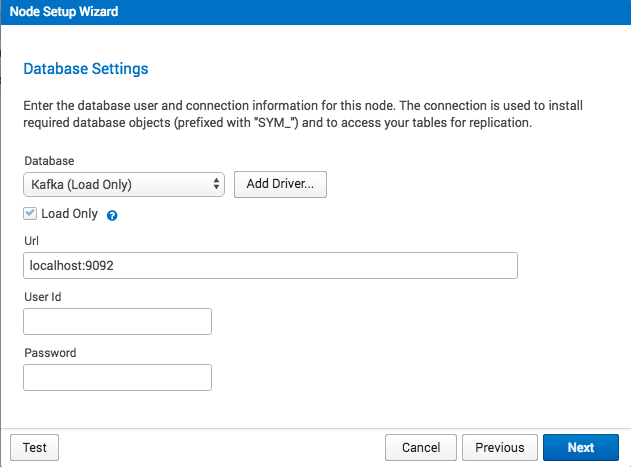 Node Setup Wizard
Database Settings
Enter the database user and connection information for this node. The connection is used to install
required database objects (prefixed with "SYM_") and to access your tables for replication.
Database
Kafka (Load Only)
Add Driver...
Load Only ?
Url
localhost:9092
User Id
Password
Test
Cancel
Previous
Next